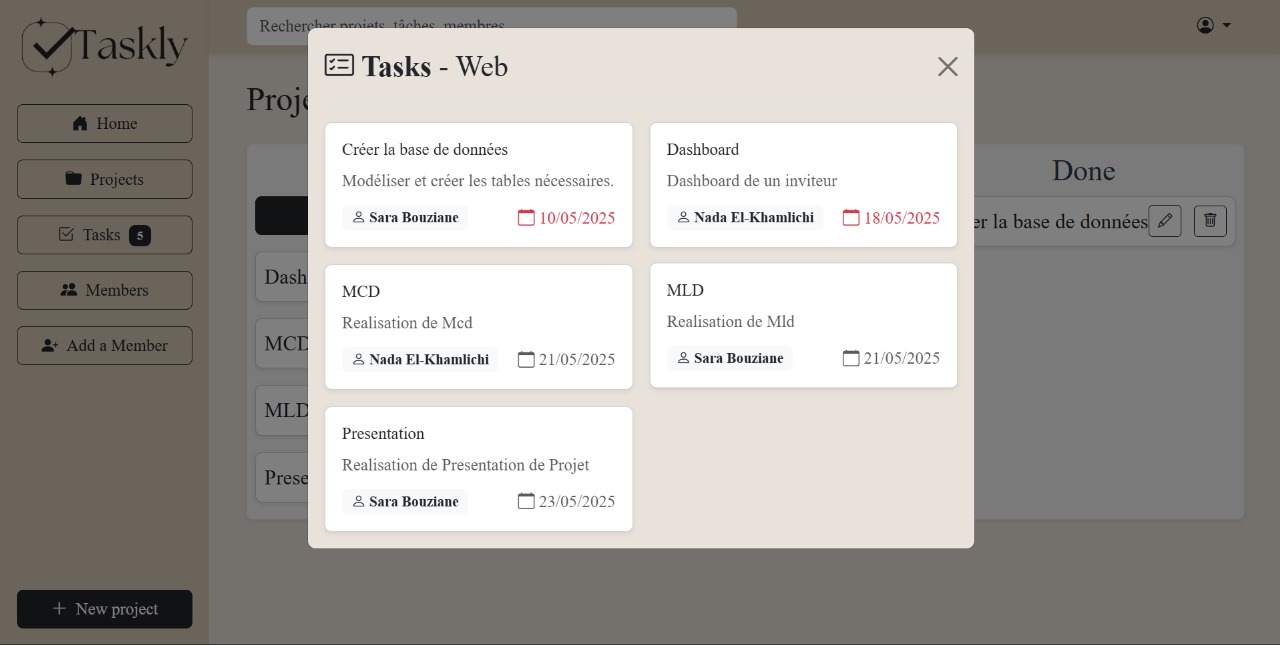 Taskly
Rechercher projets, tâches, membres
Home
Projects
Tasks 5
Members
Add a Member
New project
Proje
Dash
MCD
MLD
Prese
Done
er la base de données
Tasks - Web
Créer la base de données
Modéliser et créer les tables nécessaires.
Sara Bouziane 10/05/2025
Dashboard
Dashboard de un inviteur
Nada El-Khamlichi 18/05/2025
MCD
Realisation de Mcd
Nada El-Khamlichi 21/05/2025
MLD
Realisation de Mld
Sara Bouziane 21/05/2025
Presentation
Realisation de Presentation de Projet
Sara Bouziane 23/05/2025